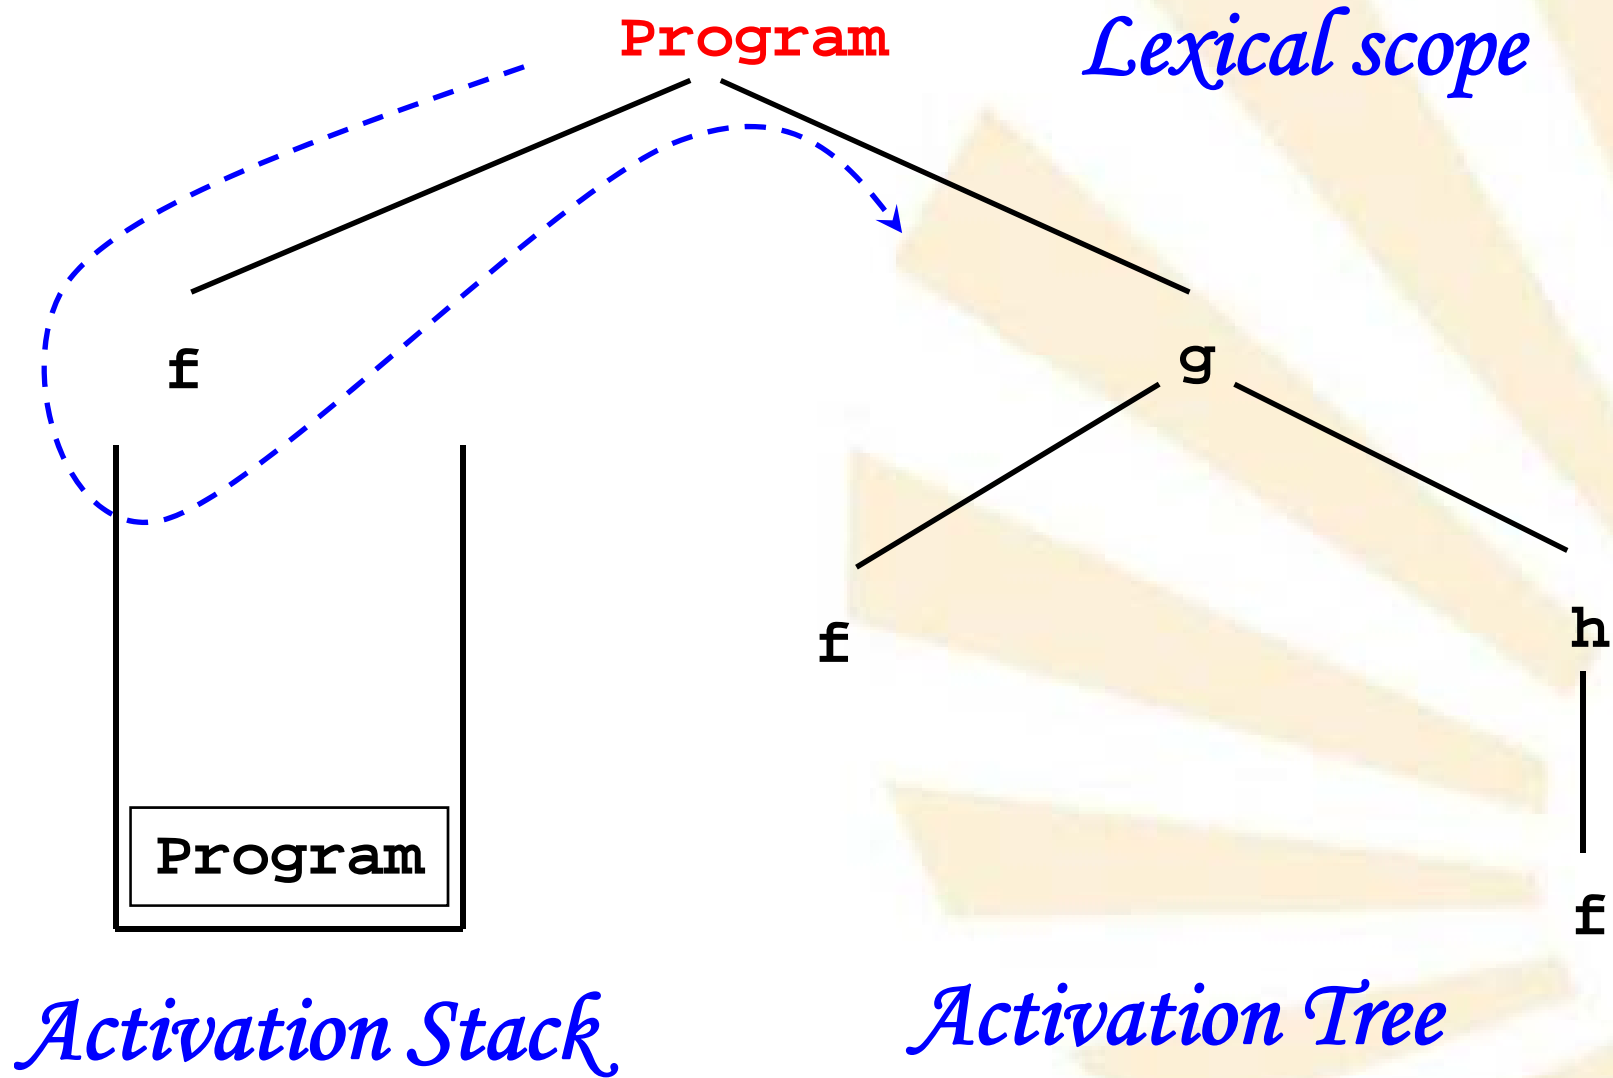 Program
Lexical scope
f
g
f
h
Program
f
Activation Stack
Activation Tree